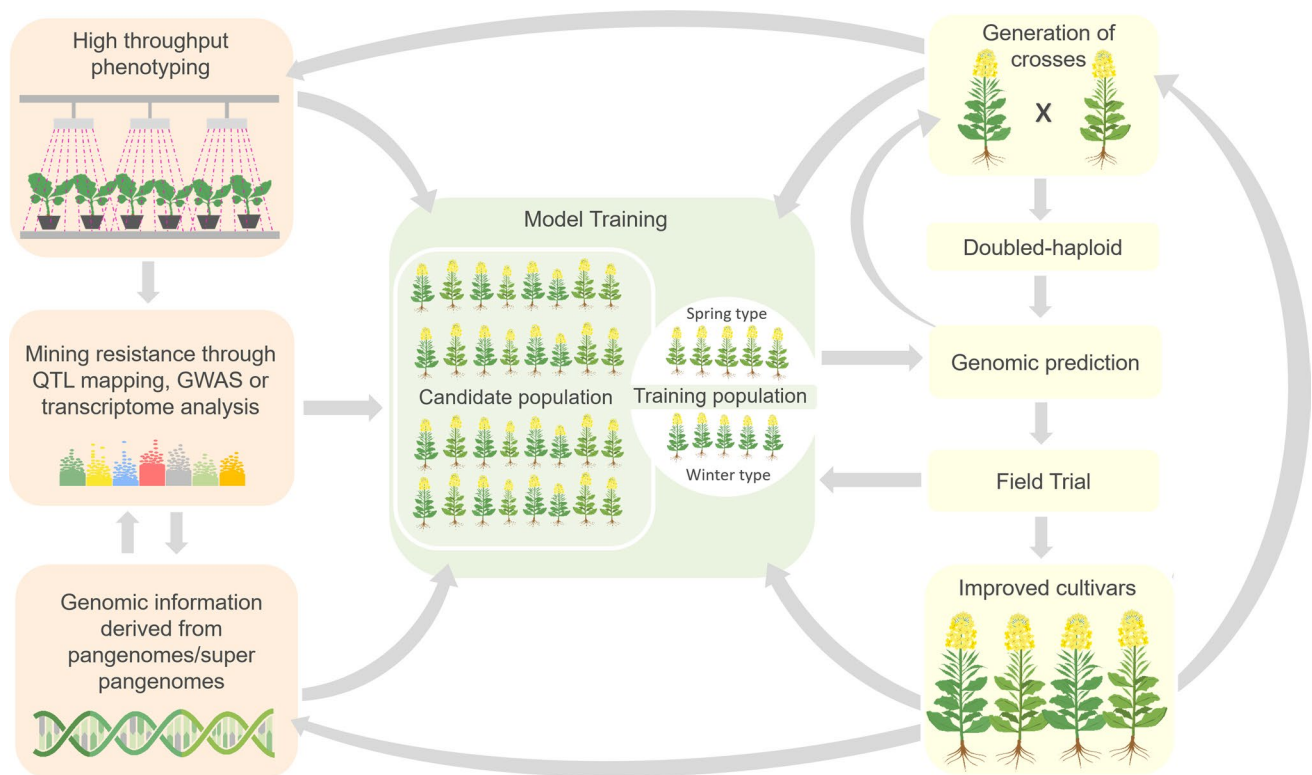 High throughput
phenotyping
Mining resistance through
QTL mapping, GWAS or
transcriptome analysis
Genomic information
derived from
pangenomes/super
pangenomes
Model Training
Candidate population
Spring type
Training population
Winter type
Generation of
crosses
X
Doubled-haploid
Genomic prediction
Field Trial
Improved cultivars